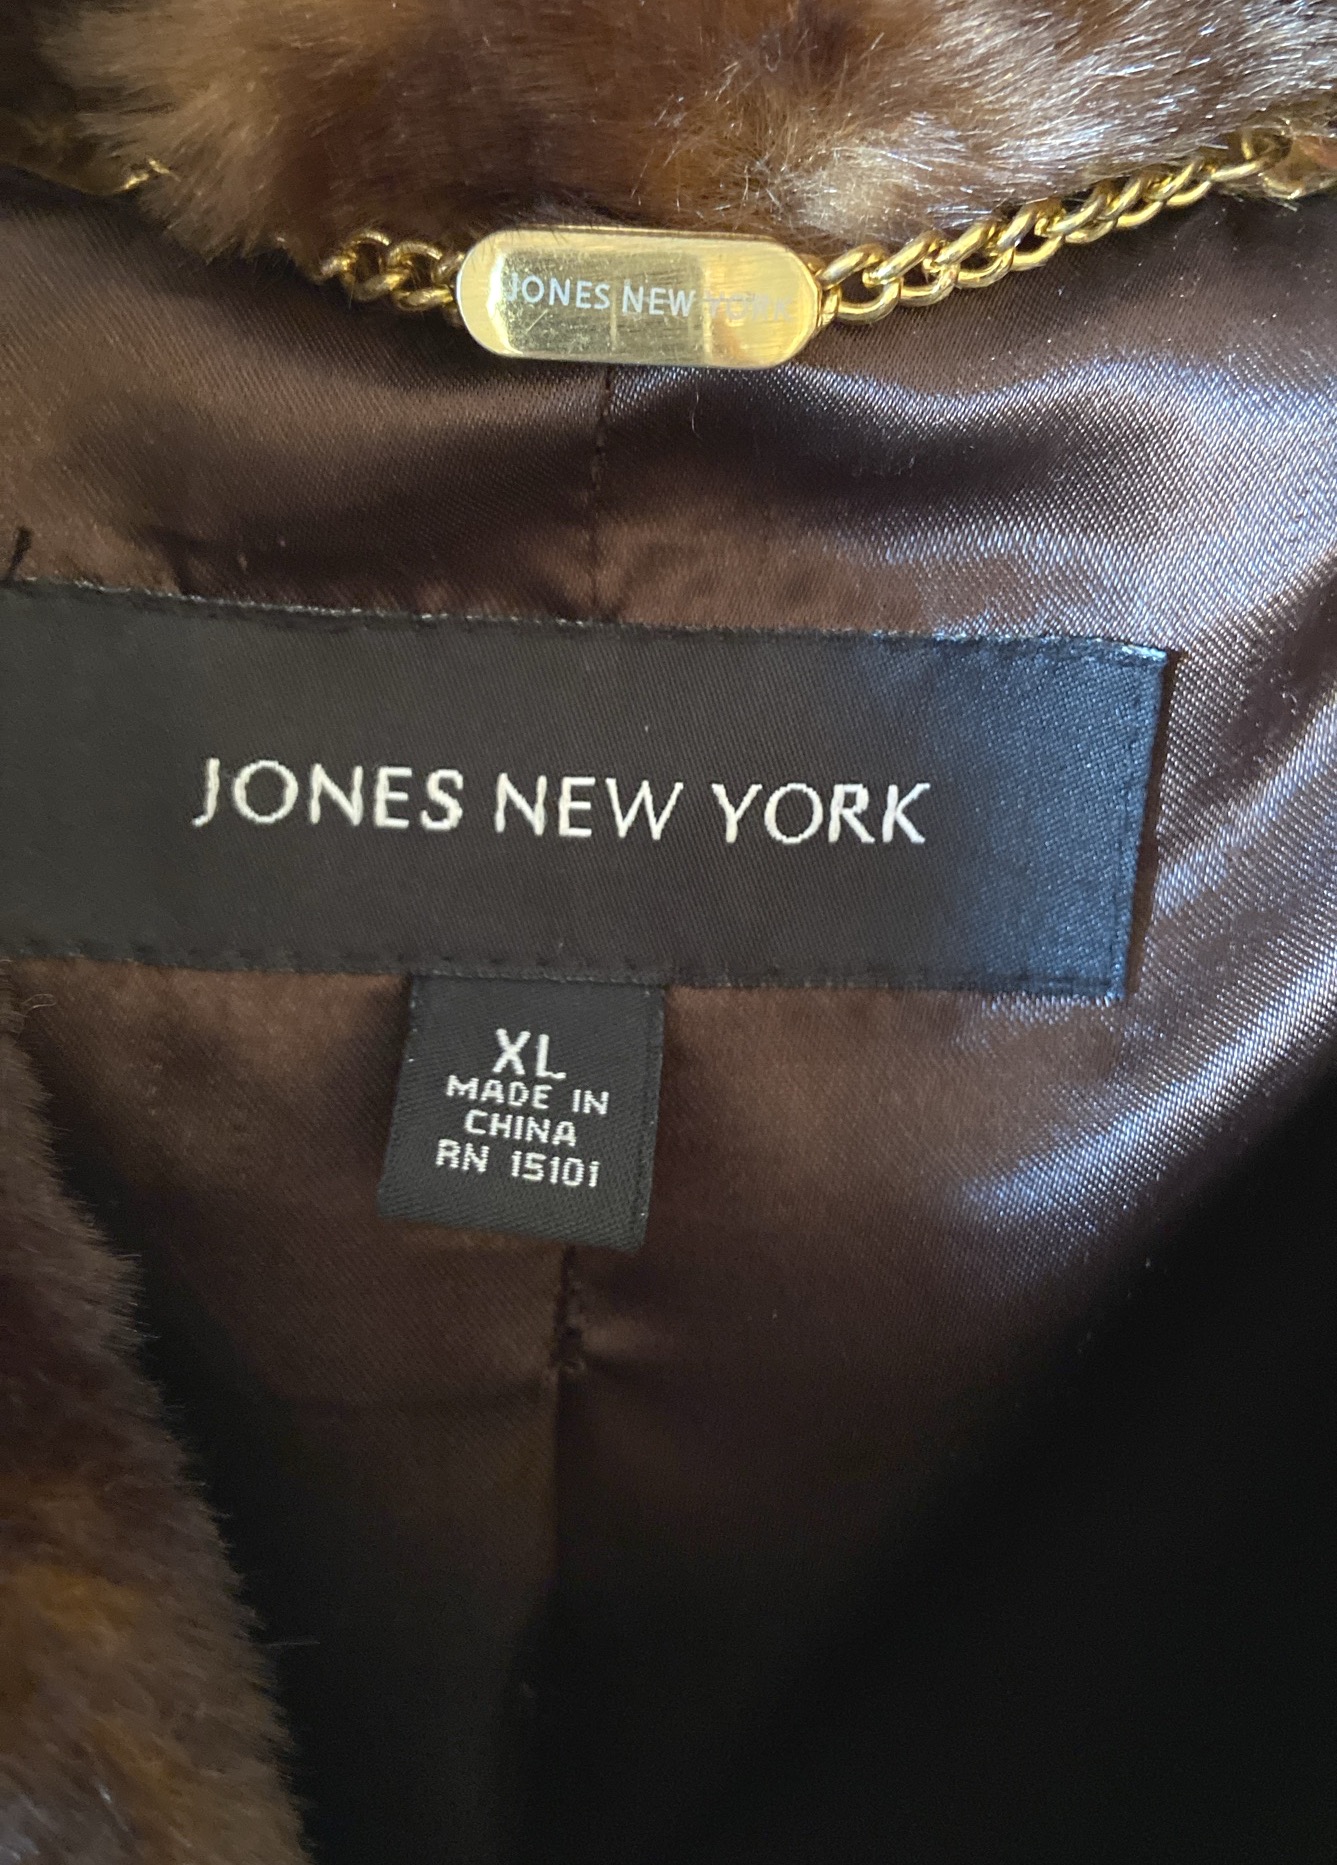 JONES NEW YORK
JONES NEW YORK
XL
MADE IN
CHINA
RN 15101